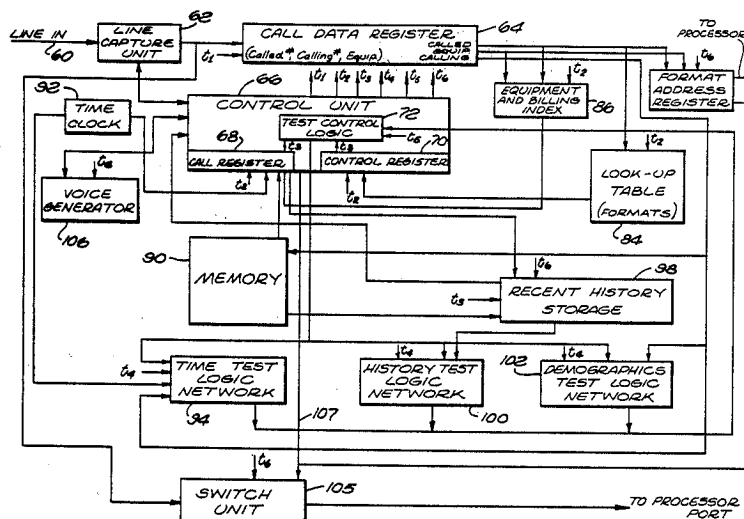 LINE IN
60
LINE
CAPTURE
UNIT
62
CALL DATA REGISTER
64
(Called #, Calling #, Equip.)
CALLED
EQUIP
CALLING
t1
TO
PROCESSOR
t6
FORMAT
ADDRESS
REGISTER
t2
EQUIPMENT
AND BILLING
INDEX
86
t1 t2 t3 t4 t5 t6
66
CONTROL UNIT
72
TEST CONTROL
LOGIC
t5
68
CALL REGISTER
t3
t3
70
CONTROL REGISTER
t2
t2
92
TIME
CLOCK
t6
VOICE
GENERATOR
106
t2
LOOK-UP
TABLE
(FORMATS)
84
90
MEMORY
t6
98
t3
RECENT HISTORY
STORAGE
t4
TIME TEST
LOGIC
NETWORK
94
107
t4
HISTORY TEST
LOGIC
NETWORK
100
102
t4
DEMOGRAPHICS
TEST LOGIC
NETWORK
t6
SWITCH
UNIT
105
TO PROCESSOR
PORT